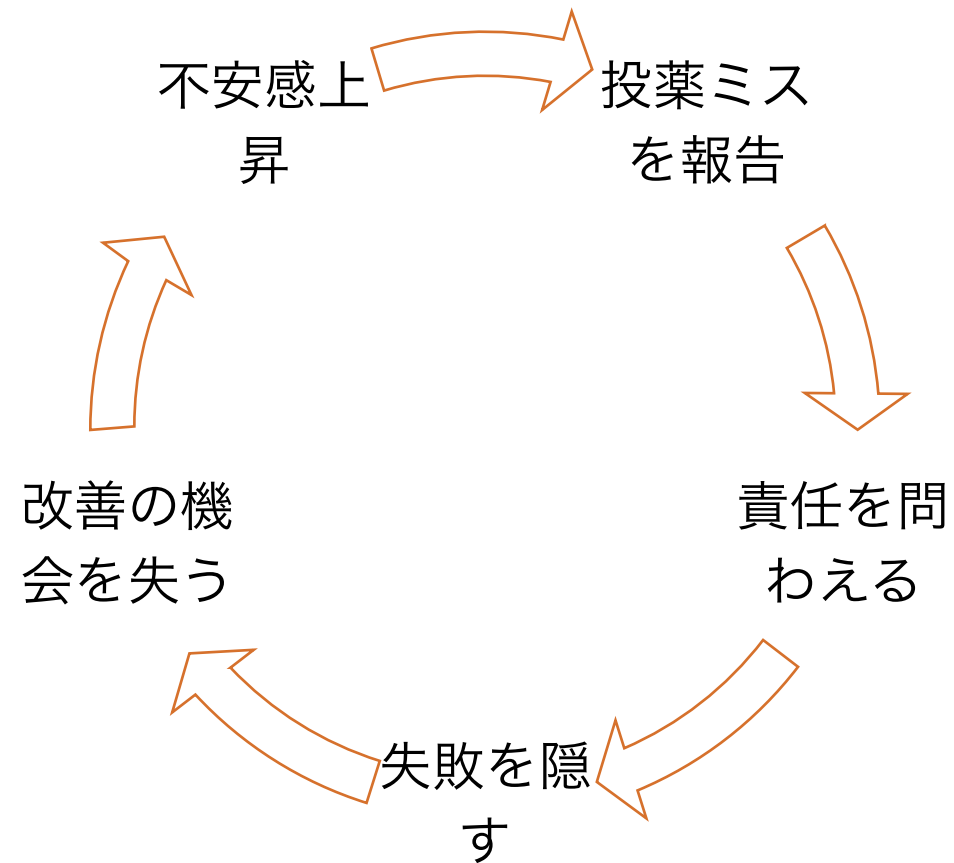 不安感上
昇
投薬ミス
を報告
責任を問
わえる
失敗を隠
す
改善の機
会を失う